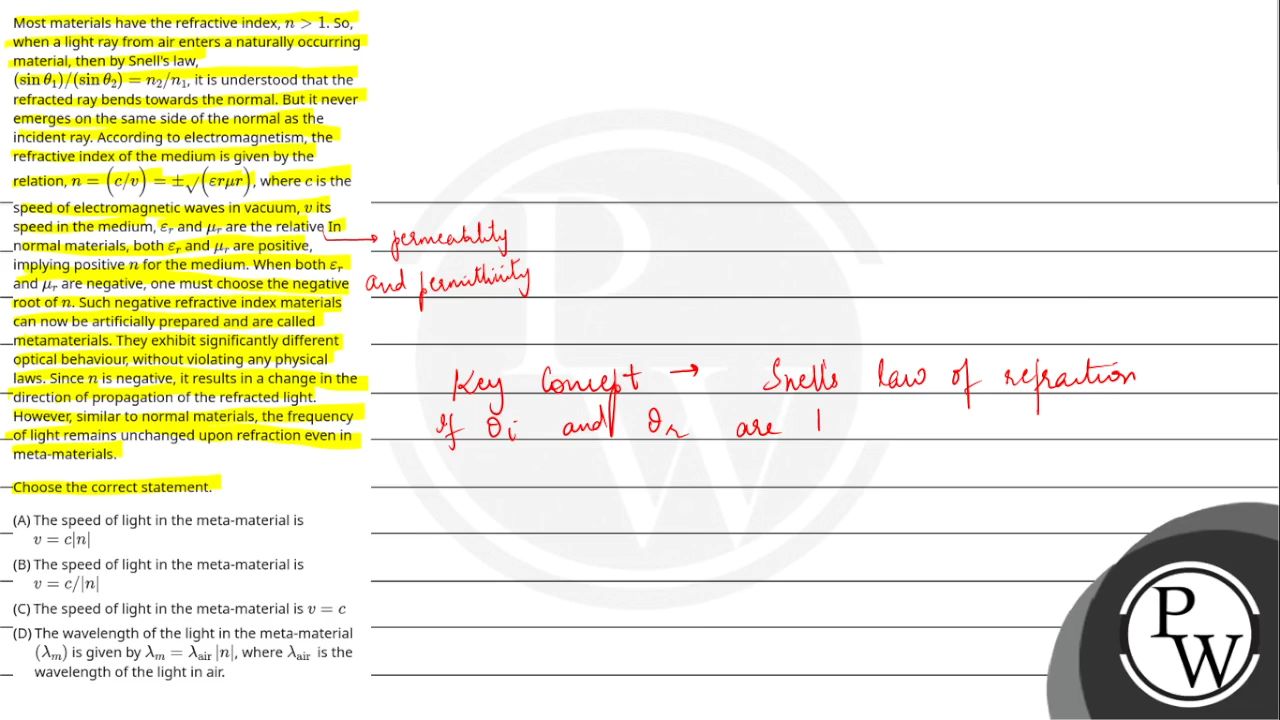 Most materials have the refractive index, n > 1. So,
when a light ray from air enters a naturally occurring
material, then by Snell's law,
(sin θ₁)/(sin θ₂) = n₂/n₁, it is understood that the
refracted ray bends towards the normal. But it never
emerges on the same side of the normal as the
incident ray. According to electromagnetism, the
refractive index of the medium is given by the
relation, n = (c/v) = ±√(εrμr), where c is the
speed of electromagnetic waves in vacuum, v its
speed in the medium, εᵣ and μᵣ are the relative In
normal materials, both εᵣ and μᵣ are positive,
implying positive n for the medium. When both εᵣ
and μᵣ are negative, one must choose the negative
root of n. Such negative refractive index materials
can now be artificially prepared and are called
metamaterials. They exhibit significantly different
optical behaviour, without violating any physical
laws. Since n is negative, it results in a change in the
direction of propagation of the refracted light.
However, similar to normal materials, the frequency
of light remains unchanged upon refraction even in
meta-materials.
Choose the correct statement.
(A) The speed of light in the meta-material is
v = c|n|
(B) The speed of light in the meta-material is
v = c/|n|
(C) The speed of light in the meta-material is v = c
(D) The wavelength of the light in the meta-material
(λₘ) is given by λₘ = λair |n|, where λair is the
wavelength of the light in air.
→ permeability
and permittivity
Key Concept → Snell's law of refraction
If θi and θr are
P
W
P
W